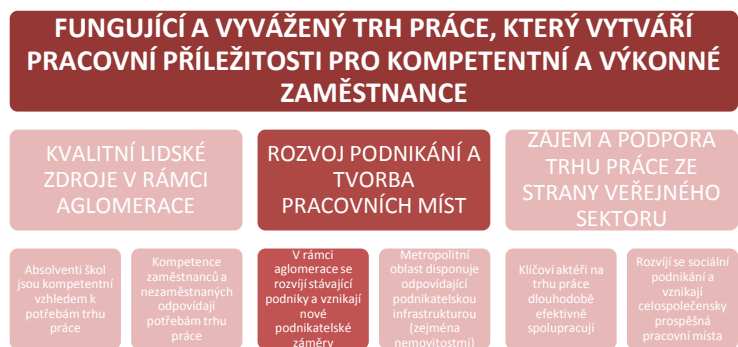 FUNGUJÍCÍ A VYVÁŽENÝ TRH PRÁCE, KTERÝ VYTVÁŘÍ
PRACOVNÍ PŘÍLEŽITOSTI PRO KOMPETENTNÍ A VÝKONNÉ
ZAMĚSTNANCE
KVALITNÍ LIDSKÉ
ZDROJE V RÁMCI
AGLOMERACE
ROZVOJ PODNIKÁNÍ A
TVORBA
PRACOVNÍCH MÍST
ZÁJEM A PODPORA
TRHU PRÁCE ZE
STRANY VEŘEJNÉHO
SEKTORU
Absolventi škol
jsou kompetentní
vzhledem k
potřebám trhu
práce
Kompetence
zaměstnanců a
nezaměstnaných
odpovídají
potřebám trhu
práce
V rámci
aglomerace se
rozvíjí stávající
podniky a vznikají
nové
podnikatelské
záměry
Metropolitní
oblast disponuje
odpovídající
podnikatelskou
infrastrukturou
(zejména
nemovitostmi)
Klíčoví aktéři na
trhu práce
dlouhodobě
efektivně
spolupracují
Rozvíjí se sociální
podnikání a
vznikají
celospolečensky
prospěšná
pracovní místa